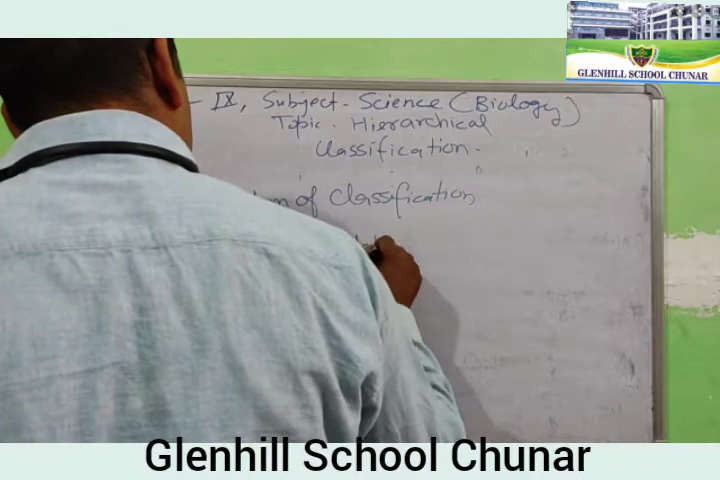 GLENHILL SCHOOL CHUNAR
- IX, Subject - Science (Biology)
Topic. Hierarchical
Classification.
of Classification
Glenhill School Chunar